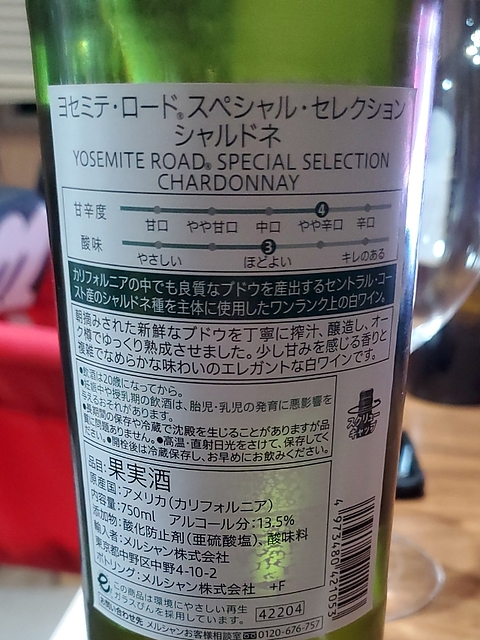 ヨセミテ・ロード® スペシャル・セレクション
シャルドネ
YOSEMITE ROAD® SPECIAL SELECTION
CHARDONNAY
甘辛度 4
甘口 やや甘口 中口 やや辛口 辛口
酸味 3
やさしい ほどよい キレのある
カリフォルニアの中でも良質なブドウを産出するセントラル・コー
スト産のシャルドネ種を主体に使用したワンランク上の白ワイン。
朝摘みされた新鮮なブドウを丁寧に搾汁、醸造し、オー
ク樽でゆっくり熟成させました。少し甘みを感じる香りと
複雑でなめらかな味わいのエレガントな白ワインです。
●飲酒は20歳になってから。
●妊娠中や授乳期の飲酒は、胎児・乳児の発育に悪影響を
与えるおそれがあります。
●長期間の保存や冷蔵で沈殿を生じることがありますが品
質に問題ありません。●高温・直射日光をさけて、保存してく
ださい。●開栓後は冷蔵保存し、お早めにお飲みください。
スクリュー
キャップ
品目:果実酒
原産国:アメリカ(カリフォルニア)
内容量:750ml アルコール分:13.5%
添加物:酸化防止剤(亜硫酸塩)、酸味料
輸入者:メルシャン株式会社
東京都中野区中野4-10-2
ボトリング:メルシャン株式会社 +F
この商品は環境にやさしい再生
ガラスびんを採用しています。
42204
お問い合わせ先 メルシャンお客様相談室 0120-676-757